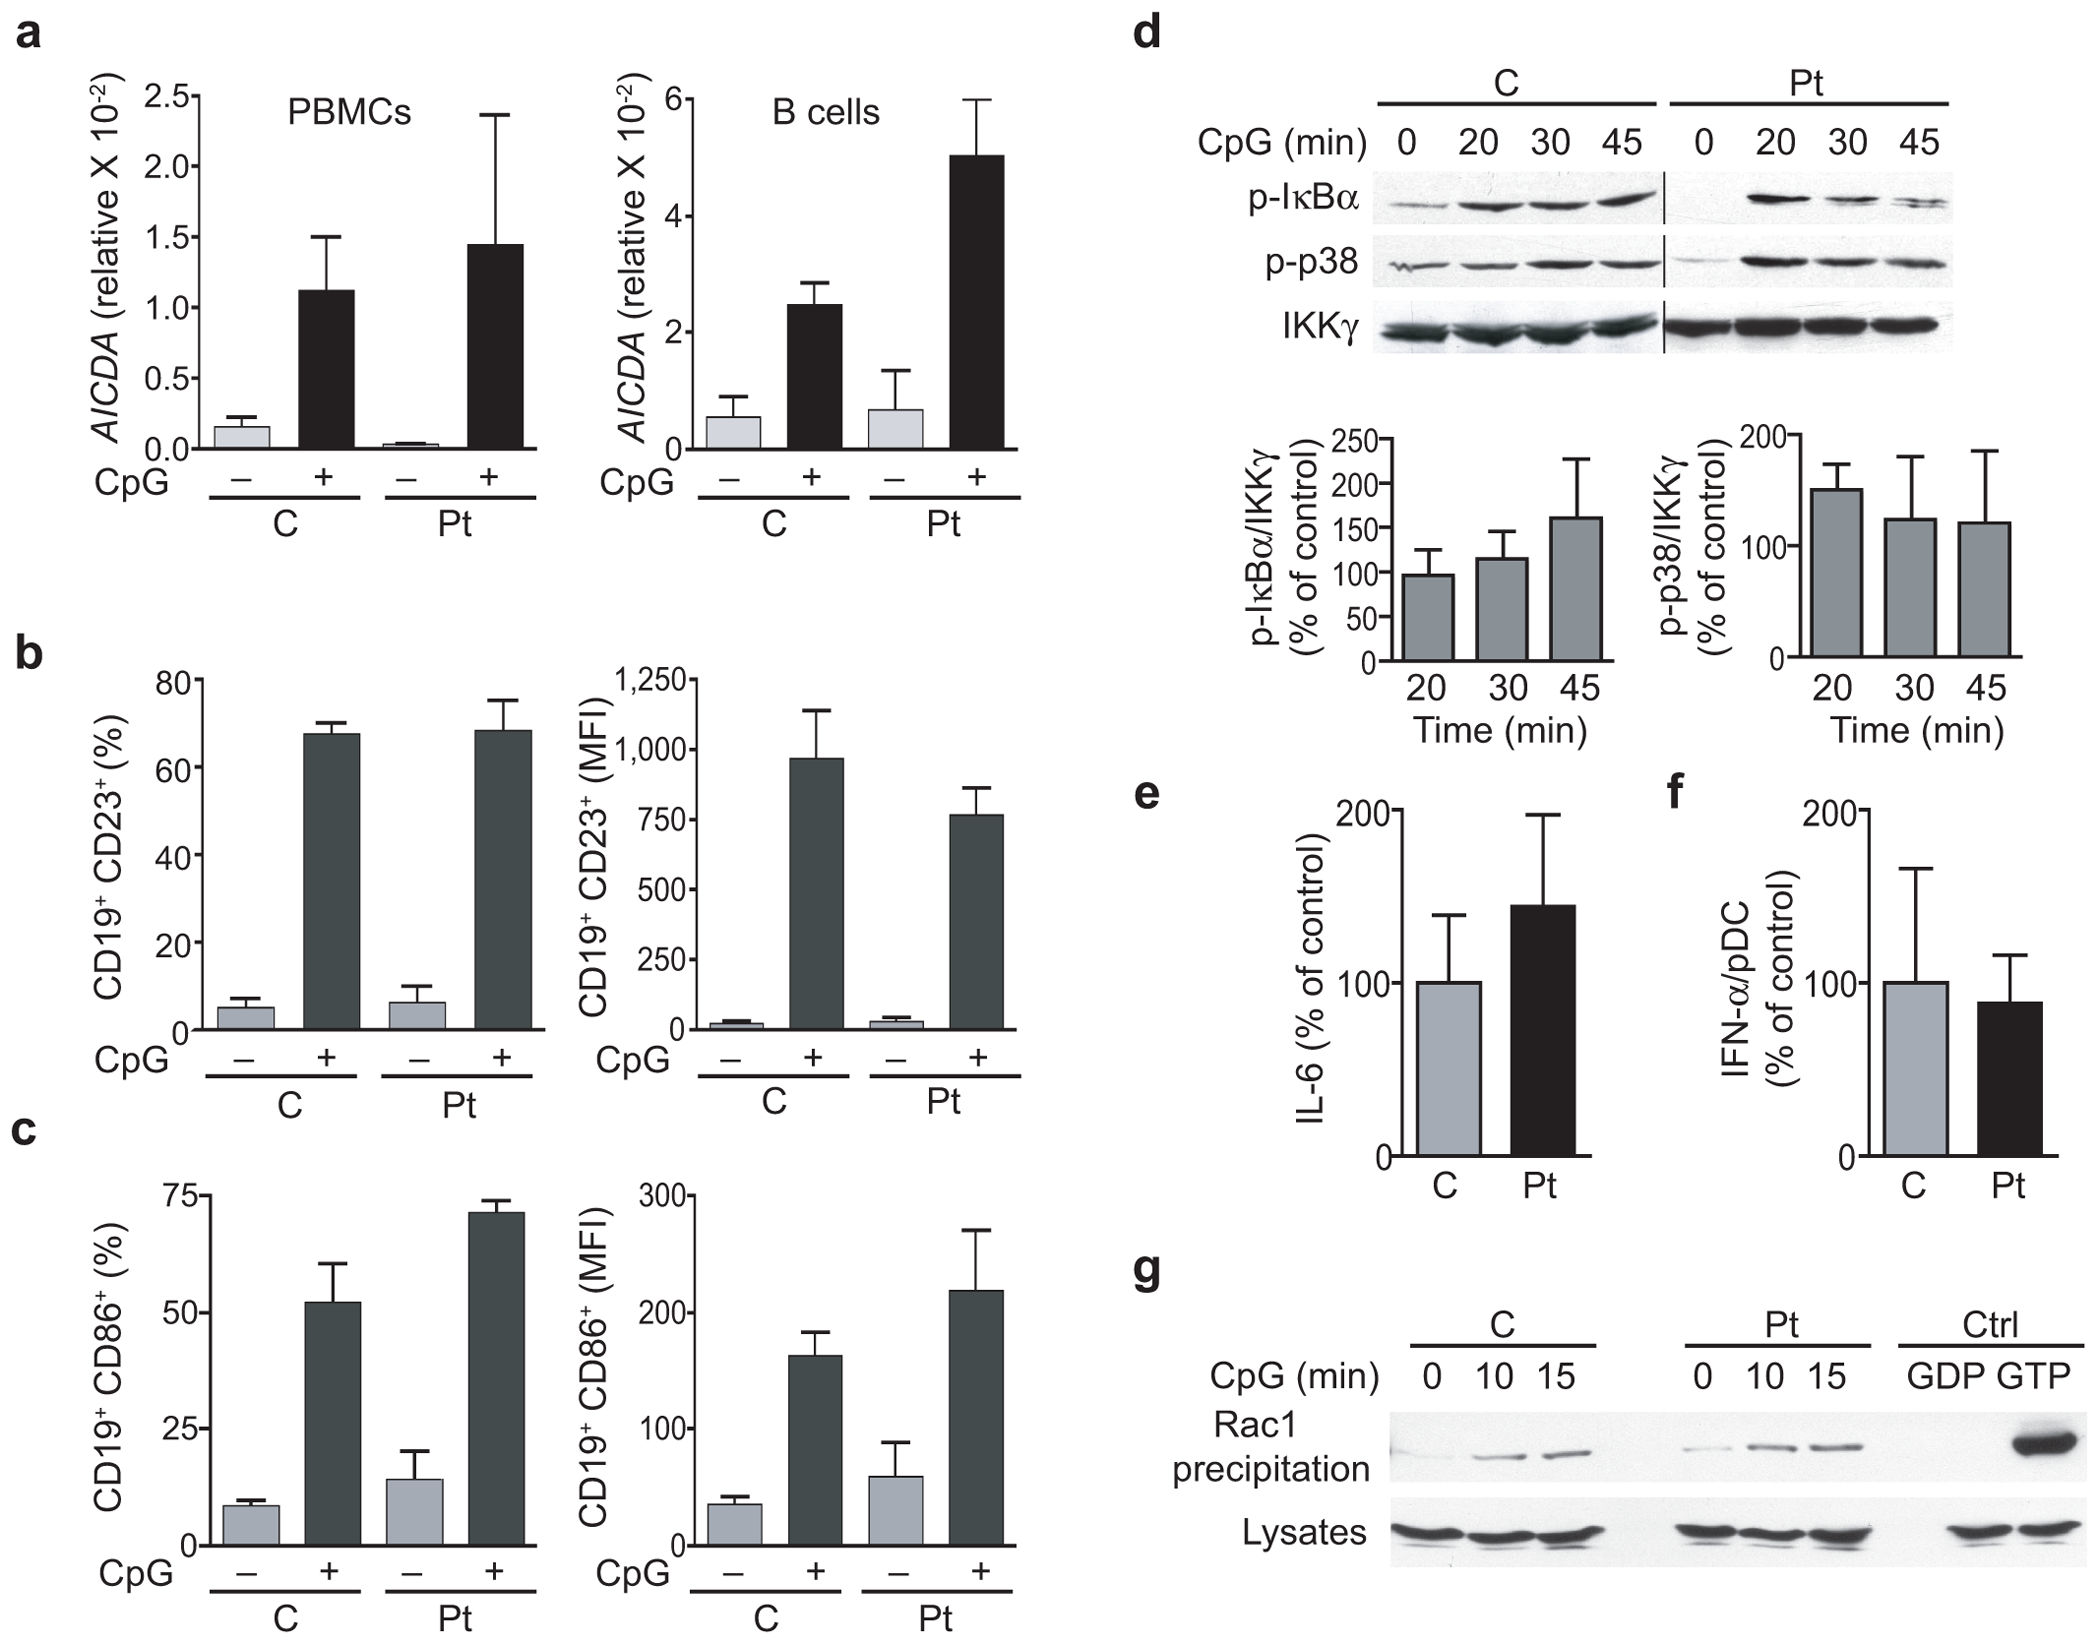 a
AICDA (relative X 10-2)
2.5
2.0
1.5
1.0
0.5
0.0
PBMCs
CpG – + – +
C Pt
AICDA (relative X 10-2)
6
4
2
0
B cells
CpG – + – +
C Pt
b
CD19+ CD23+ (%)
80
60
40
20
0
CpG – + – +
C Pt
CD19+ CD23+ (MFI)
1,250
1,000
750
500
250
0
CpG – + – +
C Pt
c
CD19+ CD86+ (%)
75
50
25
0
CpG – + – +
C Pt
CD19+ CD86+ (MFI)
300
200
100
0
CpG – + – +
C Pt
d
C Pt
CpG (min) 0 20 30 45 0 20 30 45
p-IκBα
p-p38
IKKγ
p-IκBα/IKKγ
(% of control)
250
200
150
100
50
0
20 30 45
Time (min)
p-p38/IKKγ
(% of control)
200
100
0
20 30 45
Time (min)
e
IL-6 (% of control)
200
100
0
C Pt
f
IFN-α/pDC
(% of control)
200
100
0
C Pt
g
C Pt Ctrl
CpG (min) 0 10 15 0 10 15 GDP GTP
Rac1
precipitation
Lysates